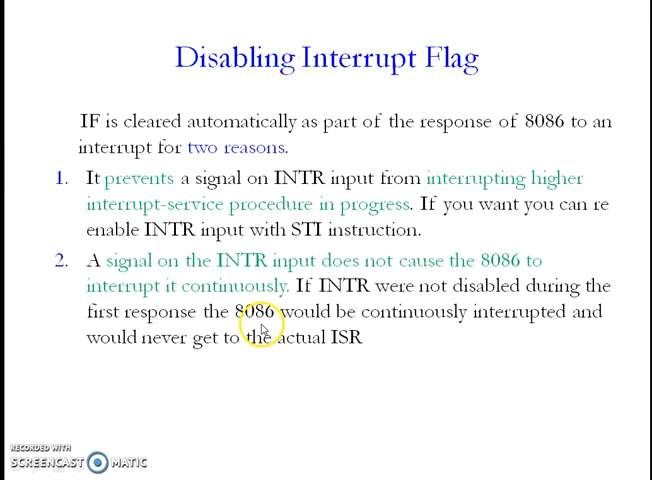 Disabling Interrupt Flag
IF is cleared automatically as part of the response of 8086 to an
interrupt for two reasons.
1. It prevents a signal on INTR input from interrupting higher
interrupt-service procedure in progress. If you want you can re
enable INTR input with STI instruction.
2. A signal on the INTR input does not cause the 8086 to
interrupt it continuously. If INTR were not disabled during the
first response the 8086 would be continuously interrupted and
would never get to the actual ISR
RECORDED WITH
SCREENCAST MATIC